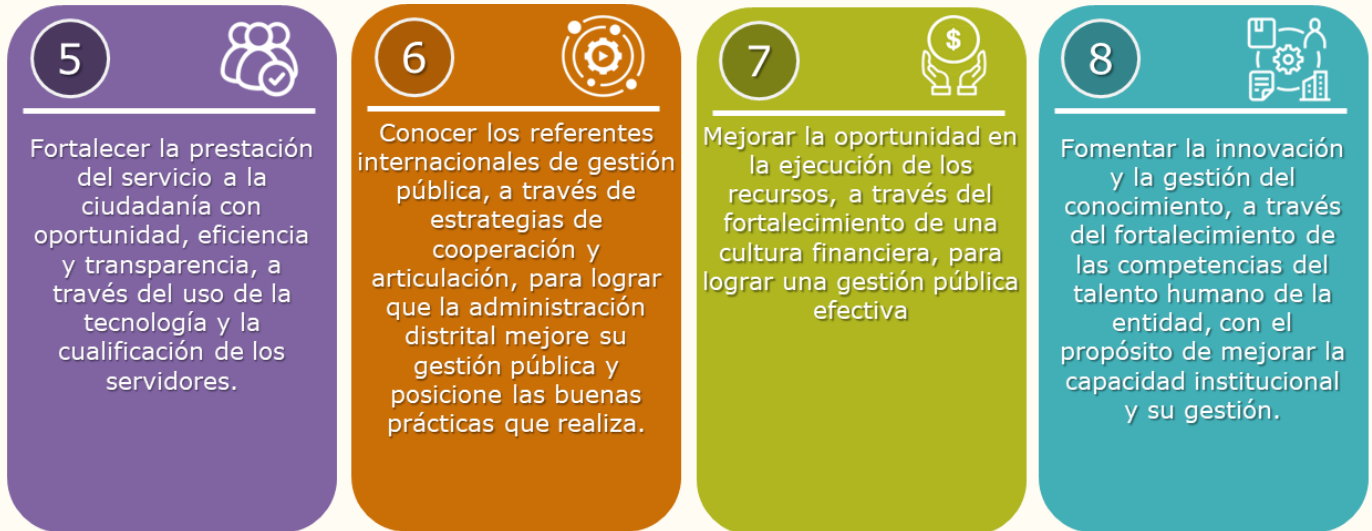 5
Fortalecer la prestación
del servicio a la
ciudadanía con
oportunidad, eficiencia
y transparencia, a
través del uso de la
tecnología y la
cualificación de los
servidores.
6
Conocer los referentes
internacionales de gestión
pública, a través de
estrategias de
cooperación y
articulación, para lograr
que la administración
distrital mejore su
gestión pública y
posicione las buenas
prácticas que realiza.
7
$
Mejorar la oportunidad en
la ejecución de los
recursos, a través del
fortalecimiento de una
cultura financiera, para
lograr una gestión pública
efectiva
8
Fomentar la innovación
y la gestión del
conocimiento, a través
del fortalecimiento de
las competencias del
talento humano de la
entidad, con el
propósito de mejorar la
capacidad institucional
y su gestión.